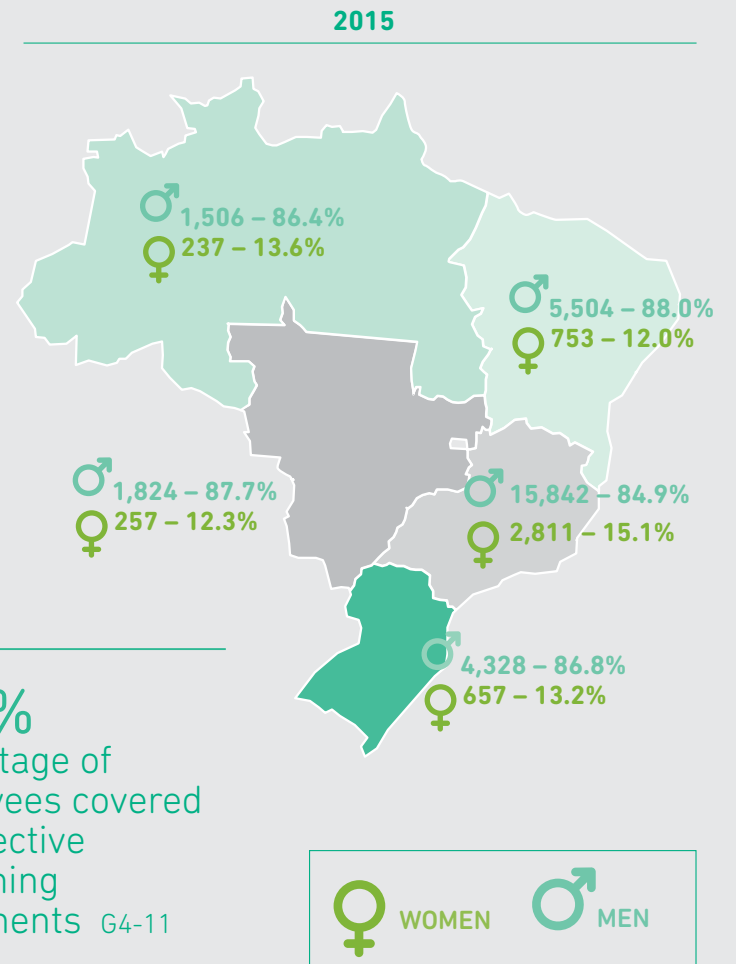 2015
1,506 – 86.4%
237 – 13.6%
5,504 – 88.0%
753 – 12.0%
1,824 – 87.7%
257 – 12.3%
15,842 – 84.9%
2,811 – 15.1%
4,328 – 86.8%
657 – 13.2%
%
tage of
yees covered
ective
ning
ments G4-11
WOMEN
MEN